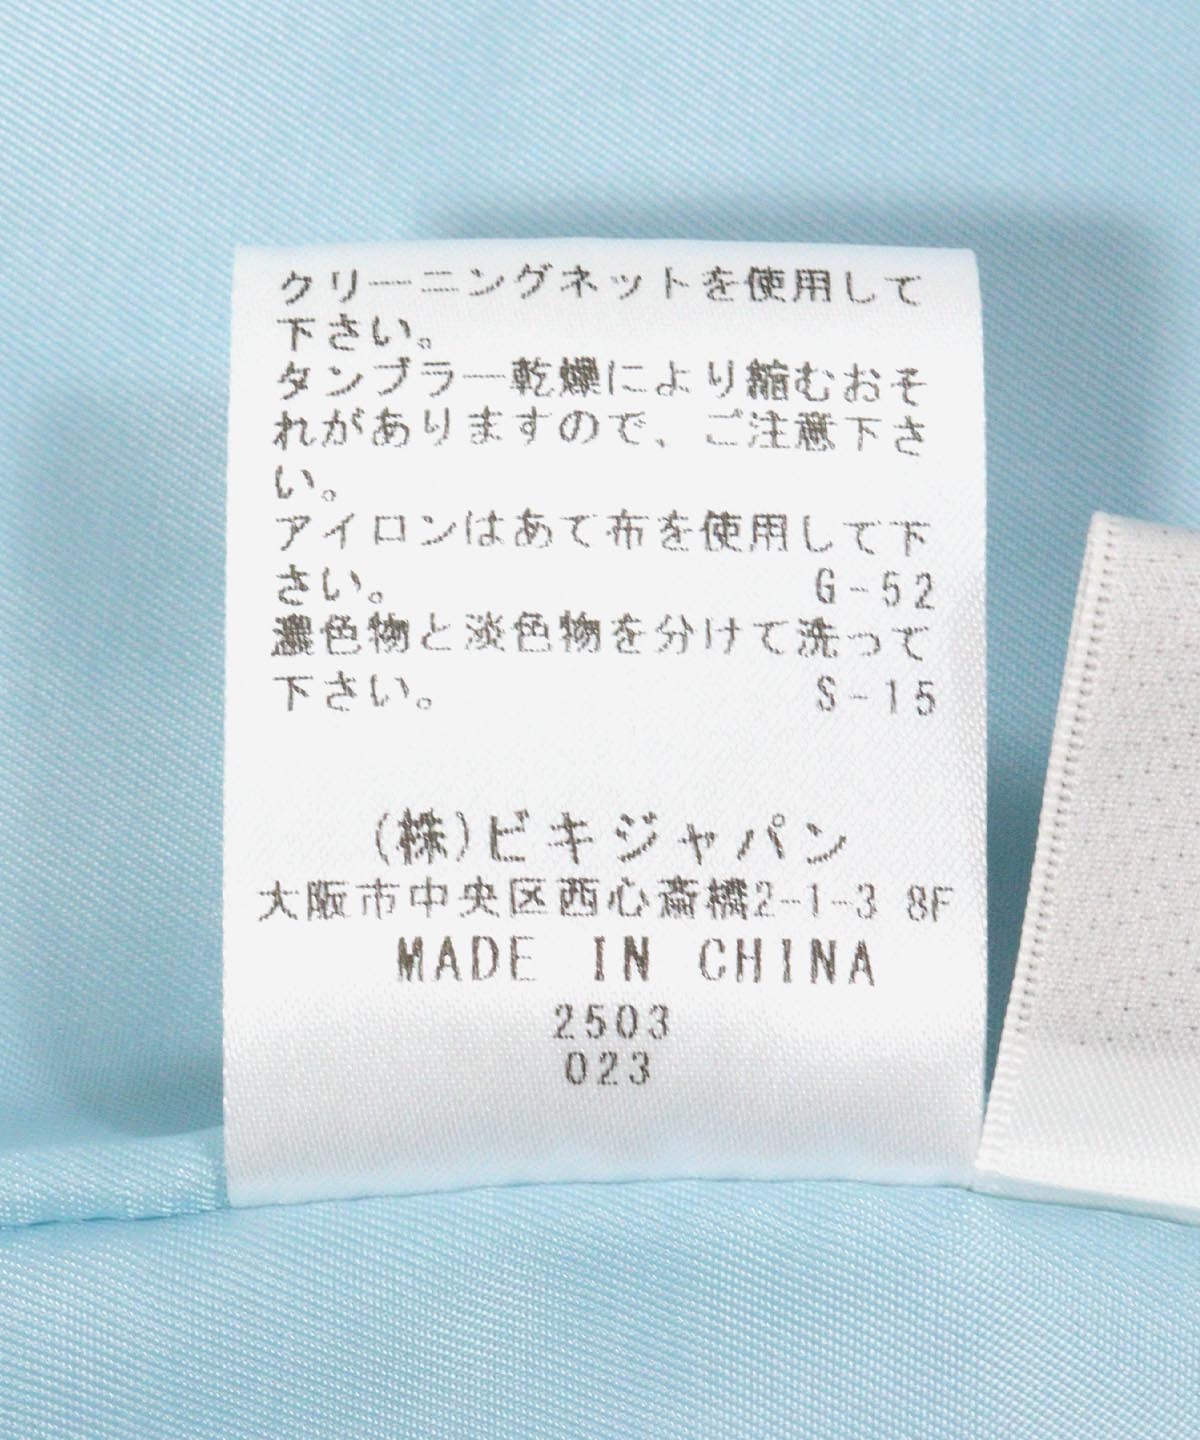 クリーニングネットを使用して
下さい。
タンブラー乾燥により縮むおそ
れがありますので、ご注意下さ
い。
アイロンはあて布を使用して下
さい。 G-52
濃色物と淡色物を分けて洗って
下さい。 S-15
(株)ビキジャパン
大阪市中央区西心斎橋2-1-3 8F
MADE IN CHINA
2503
023